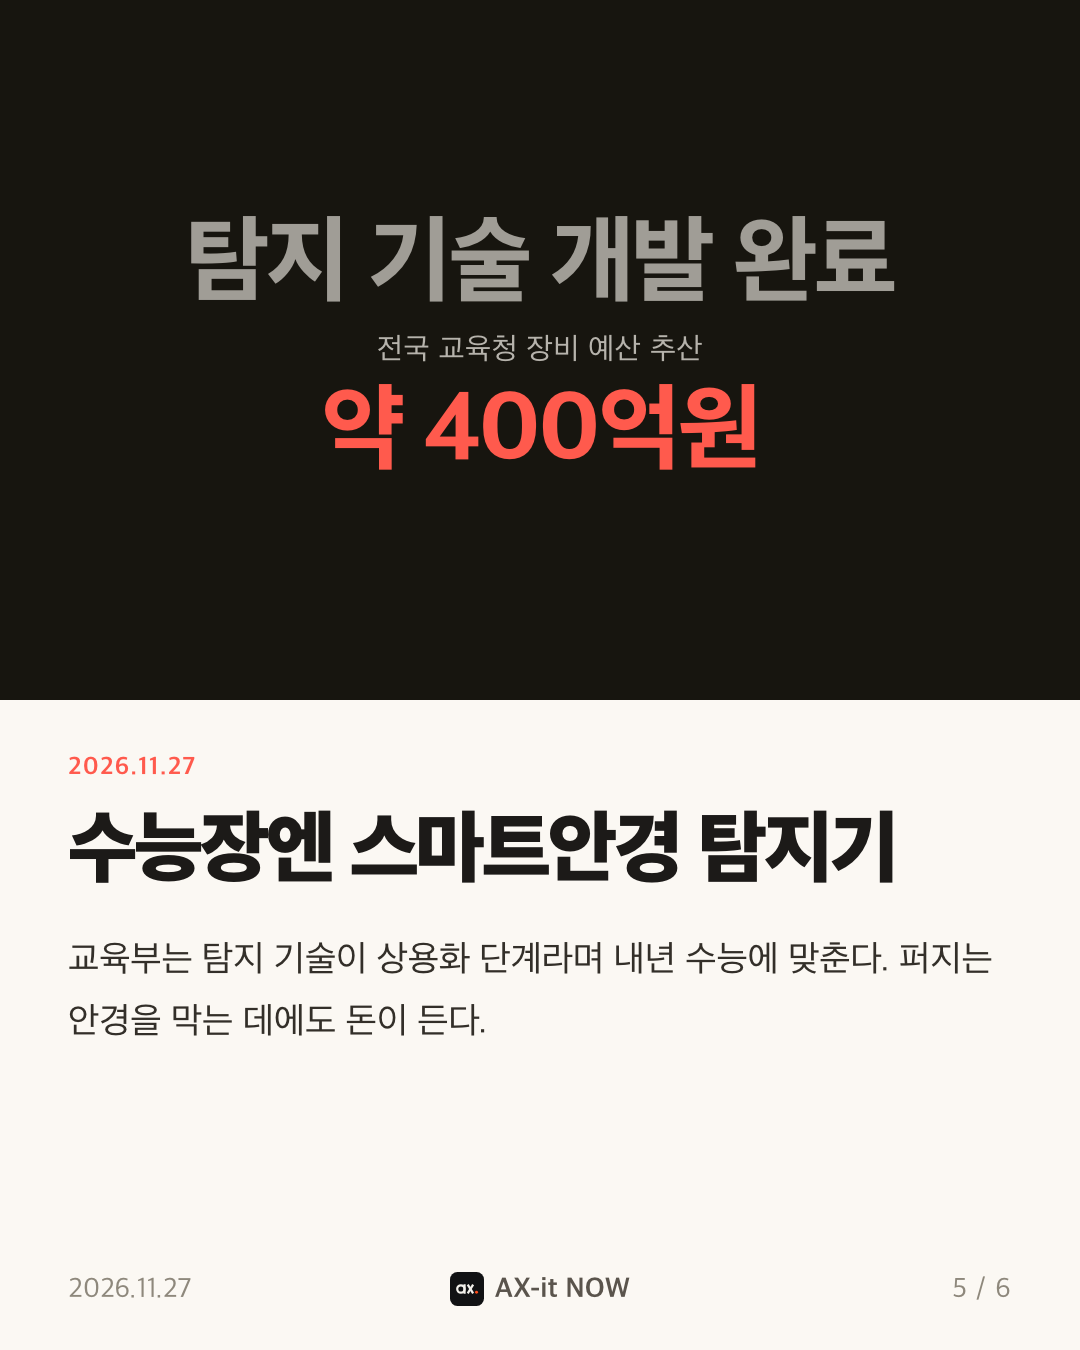 탐지 기술 개발 완료
전국 교육청 장비 예산 추산
약 400억원
2026.11.27
수능장엔 스마트안경 탐지기
교육부는 탐지 기술이 상용화 단계라며 내년 수능에 맞춘다. 퍼지는
안경을 막는 데에도 돈이 든다.
2026.11.27
ax. AX-it NOW
5 / 6